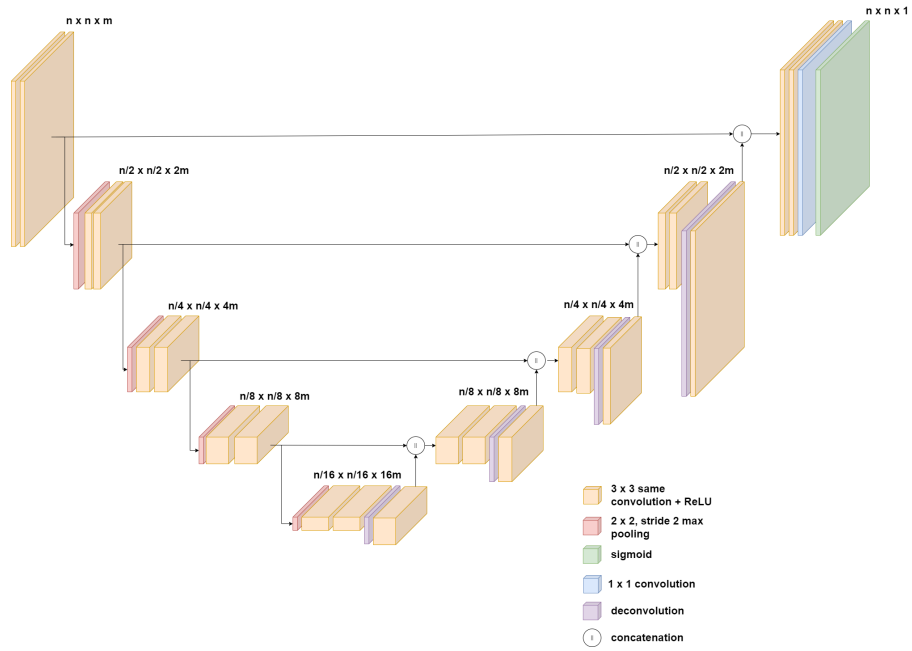 n x n x m
n x n x 1
n/2 x n/2 x 2m
n/2 x n/2 x 2m
n/4 x n/4 x 4m
n/4 x n/4 x 4m
n/8 x n/8 x 8m
n/8 x n/8 x 8m
n/16 x n/16 x 16m
3 x 3 same
convolution + ReLU
2 x 2, stride 2 max
pooling
sigmoid
1 x 1 convolution
deconvolution
concatenation